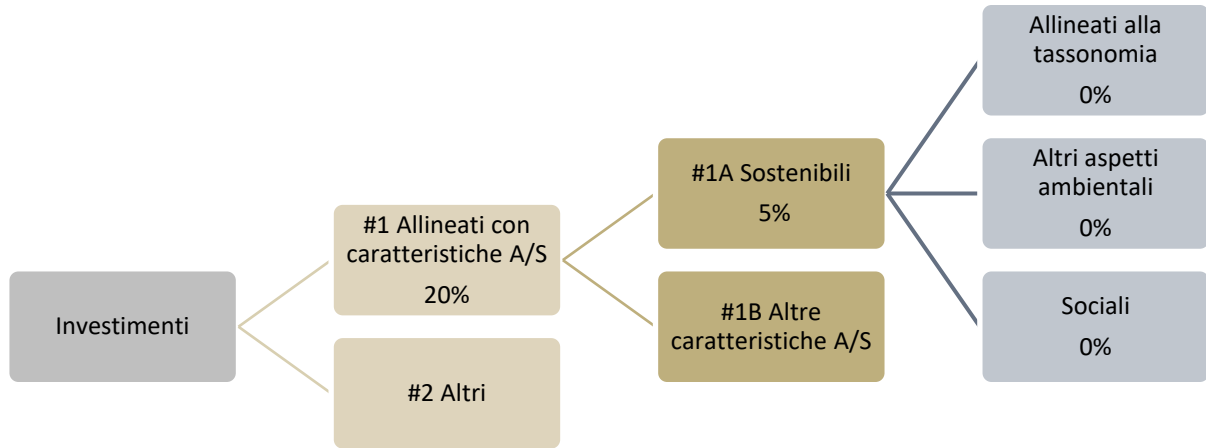 Investimenti
#1 Allineati con
caratteristiche A/S
20%
#2 Altri
#1A Sostenibili
5%
#1B Altre
caratteristiche A/S
Allineati alla
tassonomia
0%
Altri aspetti
ambientali
0%
Sociali
0%